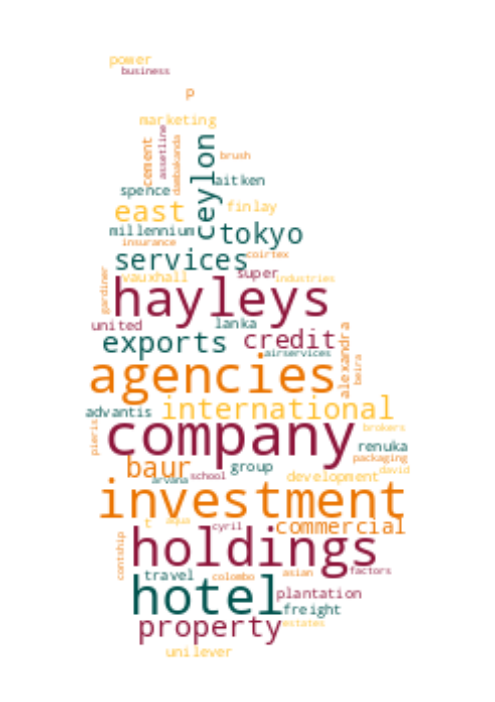 power
business
p
marketing
cement
assetline
dambakanda
ceylon
brush
aitken
spence
east
finlay
millennium
tokyo
insurance
services
coirtex
gardiner
vauxhall
super
industries
hayleys
united
lanka
exports
credit
airservices
alexandra
beira
agencies
advantis
international
pieris
company
brokers
renuka
baur
group
packaging
david
arvana
school
development
investment
t
aqua
cyril
commercial
contship
holdings
travel
colombo
asian
factors
hotel
plantation
freight
property
estates
unilever